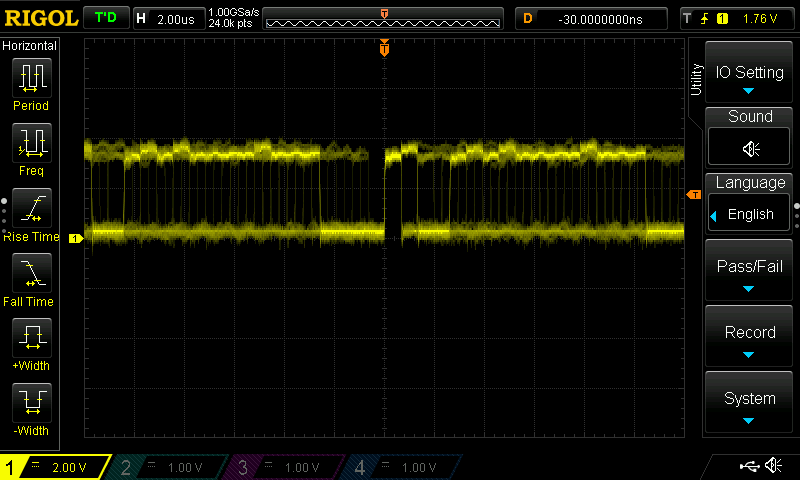 RIGOL T'D H 2.00us 1.00GSa/s 24.0k pts T D -30.0000000ns T 1 1.76 V
Horizontal
Period
Freq
Rise Time
Fall Time
+Width
-Width
T
T
1
Utility
IO Setting
Sound
Language
English
Pass/Fail
Record
System
1 2.00 V 2 1.00 V 3 1.00 V 4 1.00 V